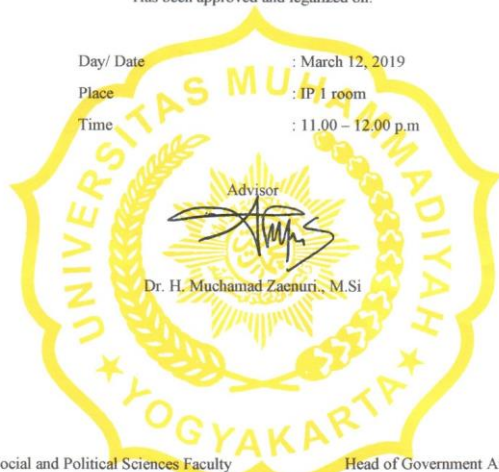 Has been approved and legalized on:
Day/ Date : March 12, 2019
Place : IP 1 room
Time : 11.00 – 12.00 p.m
UNIVERSITAS MUHAMMADIYAH
YOGYAKARTA
Advisor
Dr. H. Muchamad Zaenuri., M.Si
ocial and Political Sciences Faculty Head of Government A